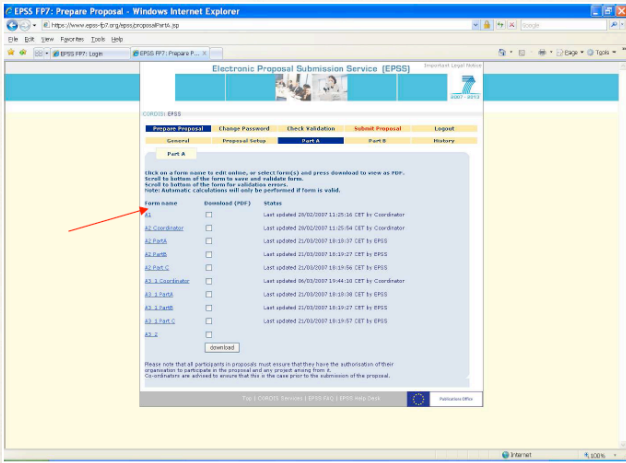 EPSS FP7: Prepare Proposal - Windows Internet Explorer
https://www.epss-fp7.org/epss/proposalPartA.jsp
Google
File Edit View Favorites Tools Help
EPSS FP7: Login
EPSS FP7: Prepare P...
Page Tools
Electronic Proposal Submission Service (EPSS)
Important Legal Notice
2007 - 2013
CORDIS: EPSS
Prepare Proposal Change Password Check Validation Submit Proposal Logout
General Proposal Setup Part A Part B History
Part A
Click on a form name to edit online, or select form(s) and press download to view as PDF.
Scroll to bottom of the form to save and validate form.
Scroll to bottom of the form for validation errors.
Note: Automatic calculations will only be performed if form is valid.
Form name Download (PDF) Status
A1 Last updated 20/02/2007 11:25:16 CET by Coordinator
A2 Coordinator Last updated 20/02/2007 11:25:54 CET by Coordinator
A2 PartA Last updated 21/03/2007 18:18:37 CET by EPSS
A2 PartB Last updated 21/03/2007 18:19:27 CET by EPSS
A2 Part C Last updated 21/03/2007 18:19:56 CET by EPSS
A3_1 Coordinator Last updated 06/03/2007 19:44:10 CET by Coordinator
A3_1 PartA Last updated 21/03/2007 18:18:38 CET by EPSS
A3_1 PartB Last updated 21/03/2007 18:19:27 CET by EPSS
A3_1 Part C Last updated 21/03/2007 18:19:57 CET by EPSS
A3_2
download
Please note that all participants in proposals must ensure that they have the authorisation of their
organisation to participate in the proposal and any project arising from it.
Co-ordinators are advised to ensure that this is the case prior to the submission of the proposal.
Top | CORDIS Services | EPSS FAQ | EPSS Help Desk
Publications Office
Internet
100%